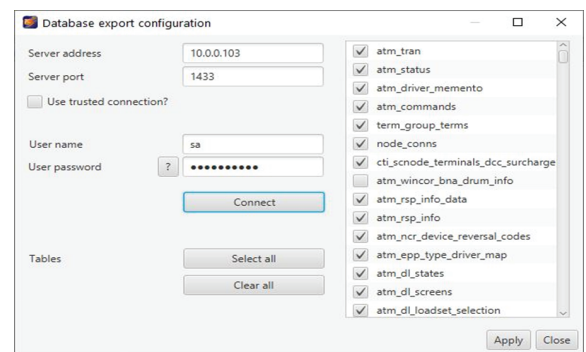 Database export configuration
Server address
10.0.0.103
Server port
1433
Use trusted connection?
User name
sa
User password
?
Connect
Tables
Select all
Clear all
atm_tran
atm_status
atm_driver_memento
atm_commands
term_group_terms
node_conns
cti_scnode_terminals_dcc_surcharge
atm_wincor_bna_drum_info
atm_rsp_info_data
atm_rsp_info
atm_ncr_device_reversal_codes
atm_epp_type_driver_map
atm_dl_states
atm_dl_screens
atm_dl_loadset_selection
Apply
Close